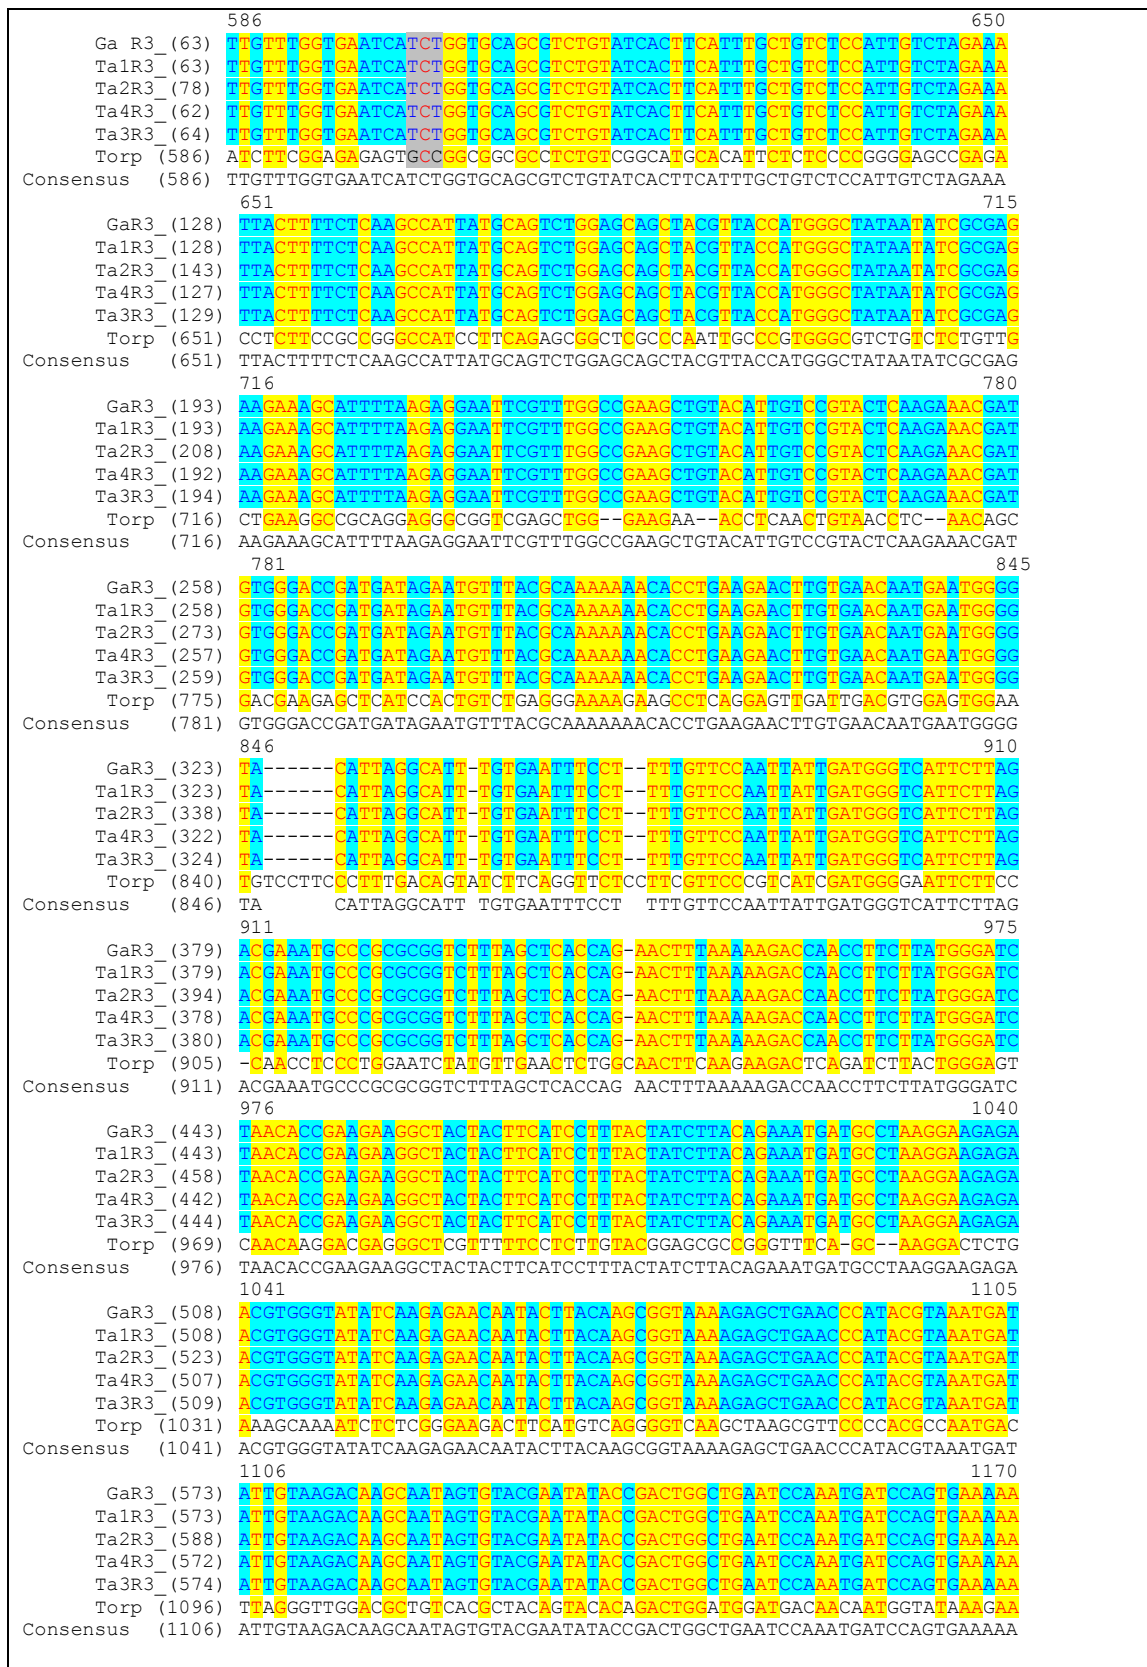 586 650
Ga R3_(63) TTGTTTGGTGAATCATCTGGTGCAGCGTCTGTATCACTTCATTTGCTGTCTCCATTGTCTAGAAA
Ta1R3_(63) TTGTTTGGTGAATCATCTGGTGCAGCGTCTGTATCACTTCATTTGCTGTCTCCATTGTCTAGAAA
Ta2R3_(78) TTGTTTGGTGAATCATCTGGTGCAGCGTCTGTATCACTTCATTTGCTGTCTCCATTGTCTAGAAA
Ta4R3_(62) TTGTTTGGTGAATCATCTGGTGCAGCGTCTGTATCACTTCATTTGCTGTCTCCATTGTCTAGAAA
Ta3R3_(64) TTGTTTGGTGAATCATCTGGTGCAGCGTCTGTATCACTTCATTTGCTGTCTCCATTGTCTAGAAA
Torp (586) ATCTTCGGAGAGAGTGCCGGCGGCGCCTCTGTCGGCATGCACATTCTCTCCCCGGGGAGCCGAGA
Consensus (586) TTGTTTGGTGAATCATCTGGTGCAGCGTCTGTATCACTTCATTTGCTGTCTCCATTGTCTAGAAA
651 715
GaR3_(128) TTACTTTTCTCAAGCCATTATGCAGTCTGGAGCAGCTACGTTACCATGGGCTATAATATCGCGAG
Ta1R3_(128) TTACTTTTCTCAAGCCATTATGCAGTCTGGAGCAGCTACGTTACCATGGGCTATAATATCGCGAG
Ta2R3_(143) TTACTTTTCTCAAGCCATTATGCAGTCTGGAGCAGCTACGTTACCATGGGCTATAATATCGCGAG
Ta4R3_(127) TTACTTTTCTCAAGCCATTATGCAGTCTGGAGCAGCTACGTTACCATGGGCTATAATATCGCGAG
Ta3R3_(129) TTACTTTTCTCAAGCCATTATGCAGTCTGGAGCAGCTACGTTACCATGGGCTATAATATCGCGAG
Torp (651) CCTCTTCCGCCGGGCCATCCTTCAGAGCGGCTCGCCCAATTGCCCGTGGGCGTCTGTCTCTGTTG
Consensus (651) TTACTTTTCTCAAGCCATTATGCAGTCTGGAGCAGCTACGTTACCATGGGCTATAATATCGCGAG
716 780
GaR3_(193) AAGAAAGCATTTTAAGAGGAATTCGTTTGGCCGAAGCTGTACATTGTCCGTACTCAAGAAACGAT
Ta1R3_(193) AAGAAAGCATTTTAAGAGGAATTCGTTTGGCCGAAGCTGTACATTGTCCGTACTCAAGAAACGAT
Ta2R3_(208) AAGAAAGCATTTTAAGAGGAATTCGTTTGGCCGAAGCTGTACATTGTCCGTACTCAAGAAACGAT
Ta4R3_(192) AAGAAAGCATTTTAAGAGGAATTCGTTTGGCCGAAGCTGTACATTGTCCGTACTCAAGAAACGAT
Ta3R3_(194) AAGAAAGCATTTTAAGAGGAATTCGTTTGGCCGAAGCTGTACATTGTCCGTACTCAAGAAACGAT
Torp (716) CTGAAGGCCGCAGGAGGGCGGTCGAGCTGG--GAAGAA--ACCTCAACTGTAACCTC--AACAGC
Consensus (716) AAGAAAGCATTTTAAGAGGAATTCGTTTGGCCGAAGCTGTACATTGTCCGTACTCAAGAAACGAT
781 845
GaR3_(258) GTGGGACCGATGATAGAATGTTTACGCAAAAAAACACCTGAAGAACTTGTGAACAATGAATGGGG
Ta1R3_(258) GTGGGACCGATGATAGAATGTTTACGCAAAAAAACACCTGAAGAACTTGTGAACAATGAATGGGG
Ta2R3_(273) GTGGGACCGATGATAGAATGTTTACGCAAAAAAACACCTGAAGAACTTGTGAACAATGAATGGGG
Ta4R3_(257) GTGGGACCGATGATAGAATGTTTACGCAAAAAAACACCTGAAGAACTTGTGAACAATGAATGGGG
Ta3R3_(259) GTGGGACCGATGATAGAATGTTTACGCAAAAAAACACCTGAAGAACTTGTGAACAATGAATGGGG
Torp (775) GACGAAGAGCTCATCCACTGTCTGAGGGAAAAGAAGCCTCAGGAGTTGATTGACGTGGAGTGGAA
Consensus (781) GTGGGACCGATGATAGAATGTTTACGCAAAAAAACACCTGAAGAACTTGTGAACAATGAATGGGG
846 910
GaR3_(323) TA------CATTAGGCATT-TGTGAATTTCCT--TTTGTTCCAATTATTGATGGGTCATTCTTAG
Ta1R3_(323) TA------CATTAGGCATT-TGTGAATTTCCT--TTTGTTCCAATTATTGATGGGTCATTCTTAG
Ta2R3_(338) TA------CATTAGGCATT-TGTGAATTTCCT--TTTGTTCCAATTATTGATGGGTCATTCTTAG
Ta4R3_(322) TA------CATTAGGCATT-TGTGAATTTCCT--TTTGTTCCAATTATTGATGGGTCATTCTTAG
Ta3R3_(324) TA------CATTAGGCATT-TGTGAATTTCCT--TTTGTTCCAATTATTGATGGGTCATTCTTAG
Torp (840) TGTCCTTCCCTTTGACAGTATCTTCAGGTTCTCCTTCGTTCCCGTCATCGATGGGGAATTCTTCC
Consensus (846) TA      CATTAGGCATT TGTGAATTTCCT  TTTGTTCCAATTATTGATGGGTCATTCTTAG
911 975
GaR3_(379) ACGAAATGCCCGCGCGGTCTTTAGCTCACCAG-AACTTTAAAAAGACCAACCTTCTTATGGGATC
Ta1R3_(379) ACGAAATGCCCGCGCGGTCTTTAGCTCACCAG-AACTTTAAAAAGACCAACCTTCTTATGGGATC
Ta2R3_(394) ACGAAATGCCCGCGCGGTCTTTAGCTCACCAG-AACTTTAAAAAGACCAACCTTCTTATGGGATC
Ta4R3_(378) ACGAAATGCCCGCGCGGTCTTTAGCTCACCAG-AACTTTAAAAAGACCAACCTTCTTATGGGATC
Ta3R3_(380) ACGAAATGCCCGCGCGGTCTTTAGCTCACCAG-AACTTTAAAAAGACCAACCTTCTTATGGGATC
Torp (905) -CAACCTCCCTGGAATCTATGTTGAACTCTGGCAACTTCAAGAAGACTCAGATCTTACTGGGAGT
Consensus (911) ACGAAATGCCCGCGCGGTCTTTAGCTCACCAG AACTTTAAAAAGACCAACCTTCTTATGGGATC
976 1040
GaR3_(443) TAACACCGAAGAAGGCTACTACTTCATCCTTTACTATCTTACAGAAATGATGCCTAAGGAAGAGA
Ta1R3_(443) TAACACCGAAGAAGGCTACTACTTCATCCTTTACTATCTTACAGAAATGATGCCTAAGGAAGAGA
Ta2R3_(458) TAACACCGAAGAAGGCTACTACTTCATCCTTTACTATCTTACAGAAATGATGCCTAAGGAAGAGA
Ta4R3_(442) TAACACCGAAGAAGGCTACTACTTCATCCTTTACTATCTTACAGAAATGATGCCTAAGGAAGAGA
Ta3R3_(444) TAACACCGAAGAAGGCTACTACTTCATCCTTTACTATCTTACAGAAATGATGCCTAAGGAAGAGA
Torp (969) CAACAAGGACGAGGGCTCGTTTTTCCTCTTGTACGGAGCGCCGGGTTTCA-GC--AAGGACTCTG
Consensus (976) TAACACCGAAGAAGGCTACTACTTCATCCTTTACTATCTTACAGAAATGATGCCTAAGGAAGAGA
1041 1105
GaR3_(508) ACGTGGGTATATCAAGAGAACAATACTTACAAGCGGTAAAAGAGCTGAACCCATACGTAAATGAT
Ta1R3_(508) ACGTGGGTATATCAAGAGAACAATACTTACAAGCGGTAAAAGAGCTGAACCCATACGTAAATGAT
Ta2R3_(523) ACGTGGGTATATCAAGAGAACAATACTTACAAGCGGTAAAAGAGCTGAACCCATACGTAAATGAT
Ta4R3_(507) ACGTGGGTATATCAAGAGAACAATACTTACAAGCGGTAAAAGAGCTGAACCCATACGTAAATGAT
Ta3R3_(509) ACGTGGGTATATCAAGAGAACAATACTTACAAGCGGTAAAAGAGCTGAACCCATACGTAAATGAT
Torp (1031) AAAGCAAAATCTCTCGGGAAGACTTCATGTCAGGGGTCAAGCTAAGCGTTCCCCACGCCAATGAC
Consensus (1041) ACGTGGGTATATCAAGAGAACAATACTTACAAGCGGTAAAAGAGCTGAACCCATACGTAAATGAT
1106 1170
GaR3_(573) ATTGTAAGACAAGCAATAGTGTACGAATATACCGACTGGCTGAATCCAAATGATCCAGTGAAAAA
Ta1R3_(573) ATTGTAAGACAAGCAATAGTGTACGAATATACCGACTGGCTGAATCCAAATGATCCAGTGAAAAA
Ta2R3_(588) ATTGTAAGACAAGCAATAGTGTACGAATATACCGACTGGCTGAATCCAAATGATCCAGTGAAAAA
Ta4R3_(572) ATTGTAAGACAAGCAATAGTGTACGAATATACCGACTGGCTGAATCCAAATGATCCAGTGAAAAA
Ta3R3_(574) ATTGTAAGACAAGCAATAGTGTACGAATATACCGACTGGCTGAATCCAAATGATCCAGTGAAAAA
Torp (1096) TTAGGGTTGGACGCTGTCACGCTACAGTACACAGACTGGATGGATGACAACAATGGTATAAAGAA
Consensus (1106) ATTGTAAGACAAGCAATAGTGTACGAATATACCGACTGGCTGAATCCAAATGATCCAGTGAAAAA